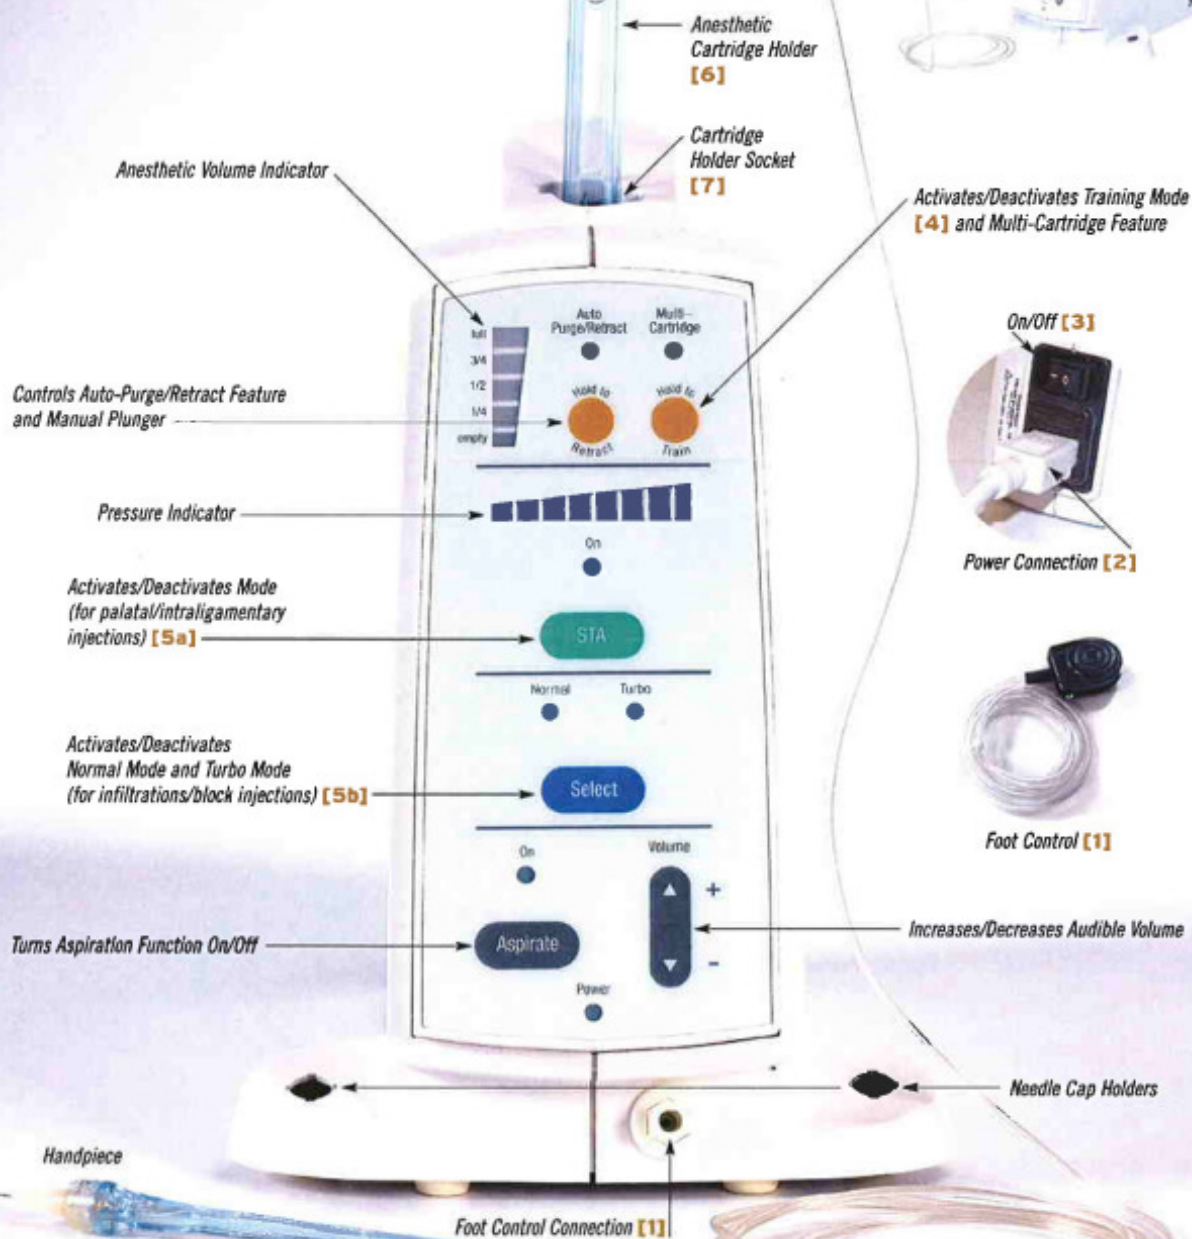 Anesthetic
Cartridge Holder
[6]
Cartridge
Holder Socket
[7]
Anesthetic Volume Indicator
Activates/Deactivates Training Mode
[4] and Multi-Cartridge Feature
full
3/4
1/2
1/4
empty
Auto
Purge/Retract
Multi-
Cartridge
Hold to
Retract
Hold to
Train
On/Off [3]
Controls Auto-Purge/Retract Feature
and Manual Plunger
Pressure Indicator
On
Power Connection [2]
Activates/Deactivates Mode
(for palatal/intraligamentary
injections) [5a]
STA
Normal
Turbo
Activates/Deactivates
Normal Mode and Turbo Mode
(for infiltrations/block injections) [5b]
Select
Foot Control [1]
On
Volume
+
-
Turns Aspiration Function On/Off
Aspirate
Increases/Decreases Audible Volume
Power
Needle Cap Holders
Handpiece
Foot Control Connection [1]